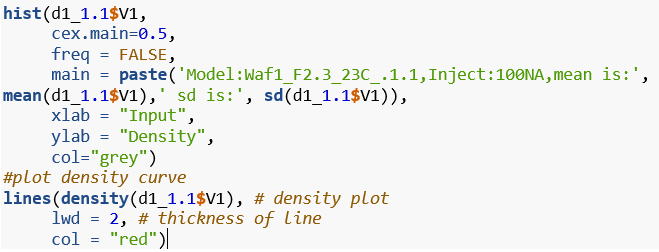 hist(d1_1.1$V1,
     cex.main=0.5,
     freq = FALSE,
     main = paste('Model:Waf1_F2.3_23C_.1.1,Inject:100NA,mean is:',
mean(d1_1.1$V1),' sd is:', sd(d1_1.1$V1)),
     xlab = "Input",
     ylab = "Density",
     col="grey")
#plot density curve
lines(density(d1_1.1$V1), # density plot
     lwd = 2, # thickness of line
     col = "red")